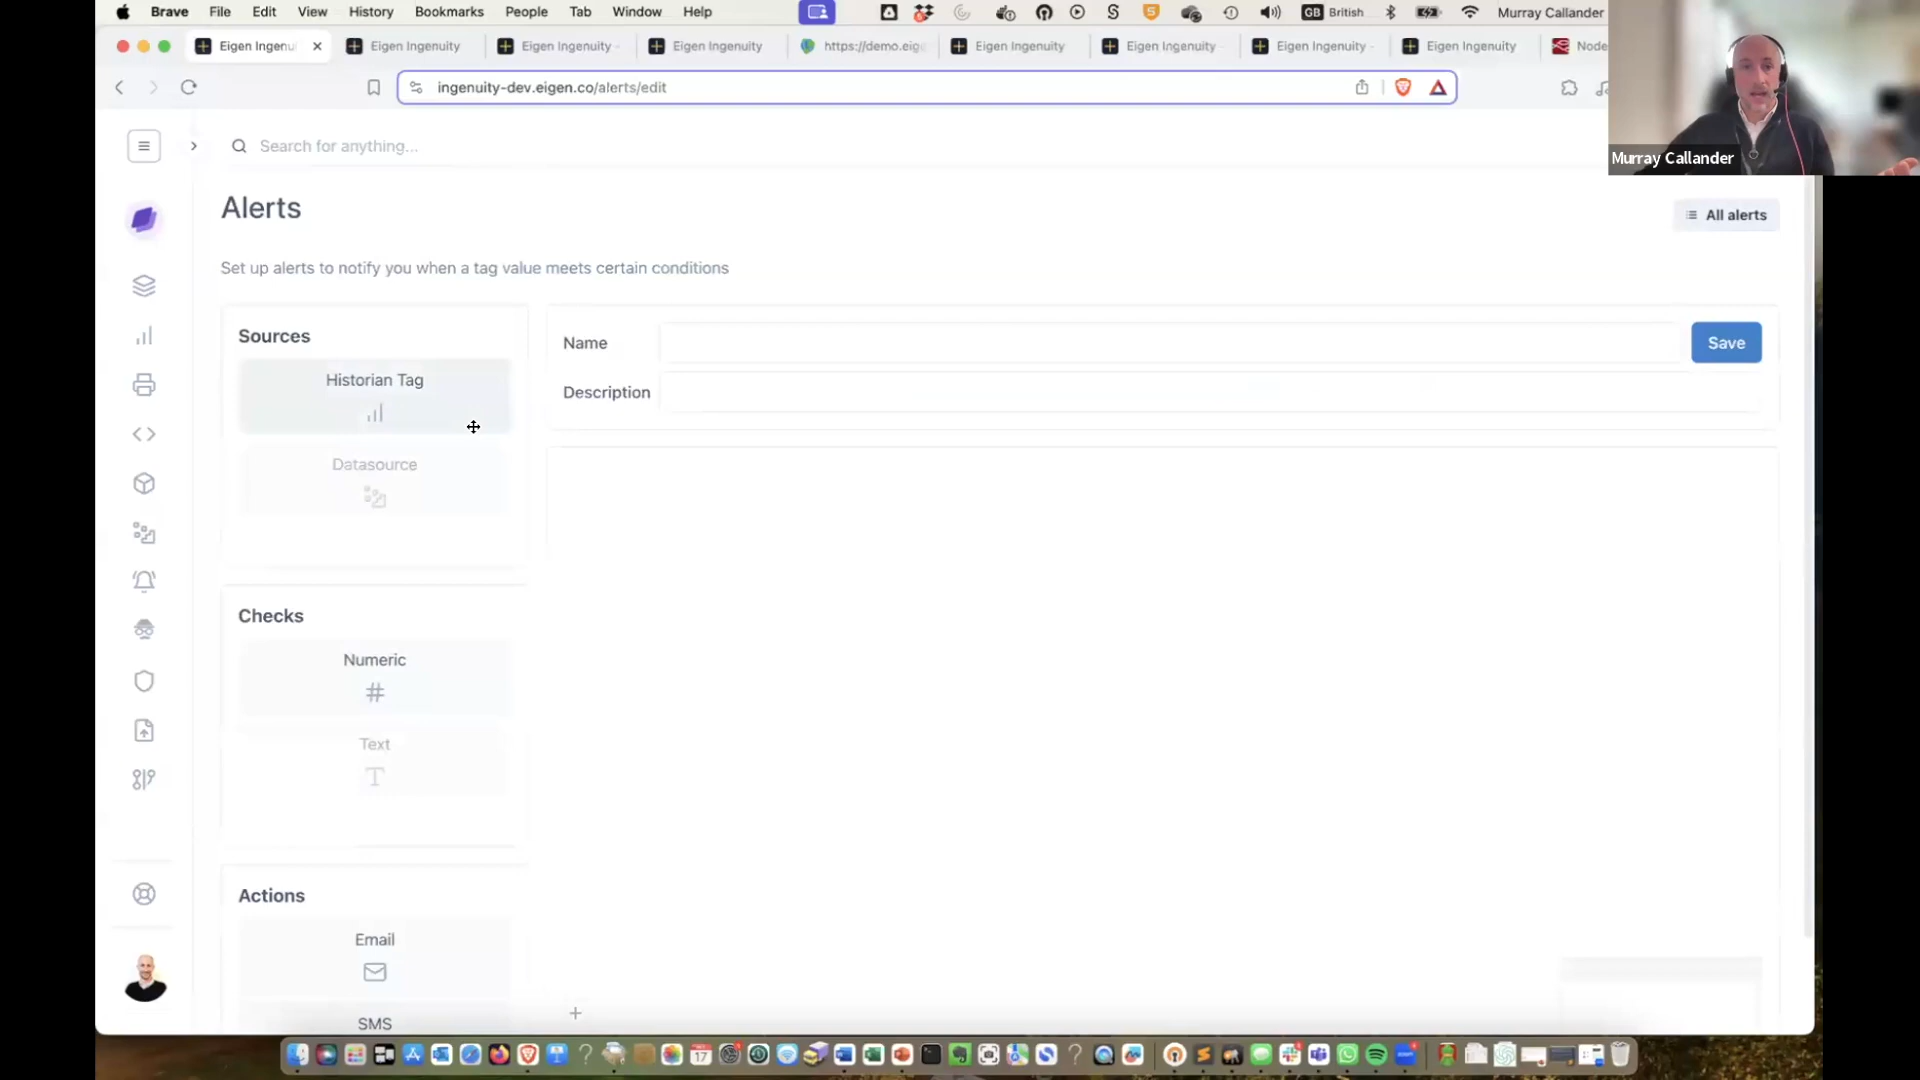 Brave File Edit View History Bookmarks People Tab Window Help GB British Murray Callander
Eigen Ingenu Eigen Ingenuity Eigen Ingenuity - Eigen Ingenuity https://demo.eig Eigen Ingenuity Eigen Ingenuity Eigen Ingenuity - Eigen Ingenuity Node
ingenuity-dev.eigen.co/alerts/edit
Search for anything...
Murray Callander
Alerts
All alerts
Set up alerts to notify you when a tag value meets certain conditions
Sources
Name
Save
Historian Tag
Description
Datasource
Checks
Numeric
#
Text
T
Actions
Email
SMS
17